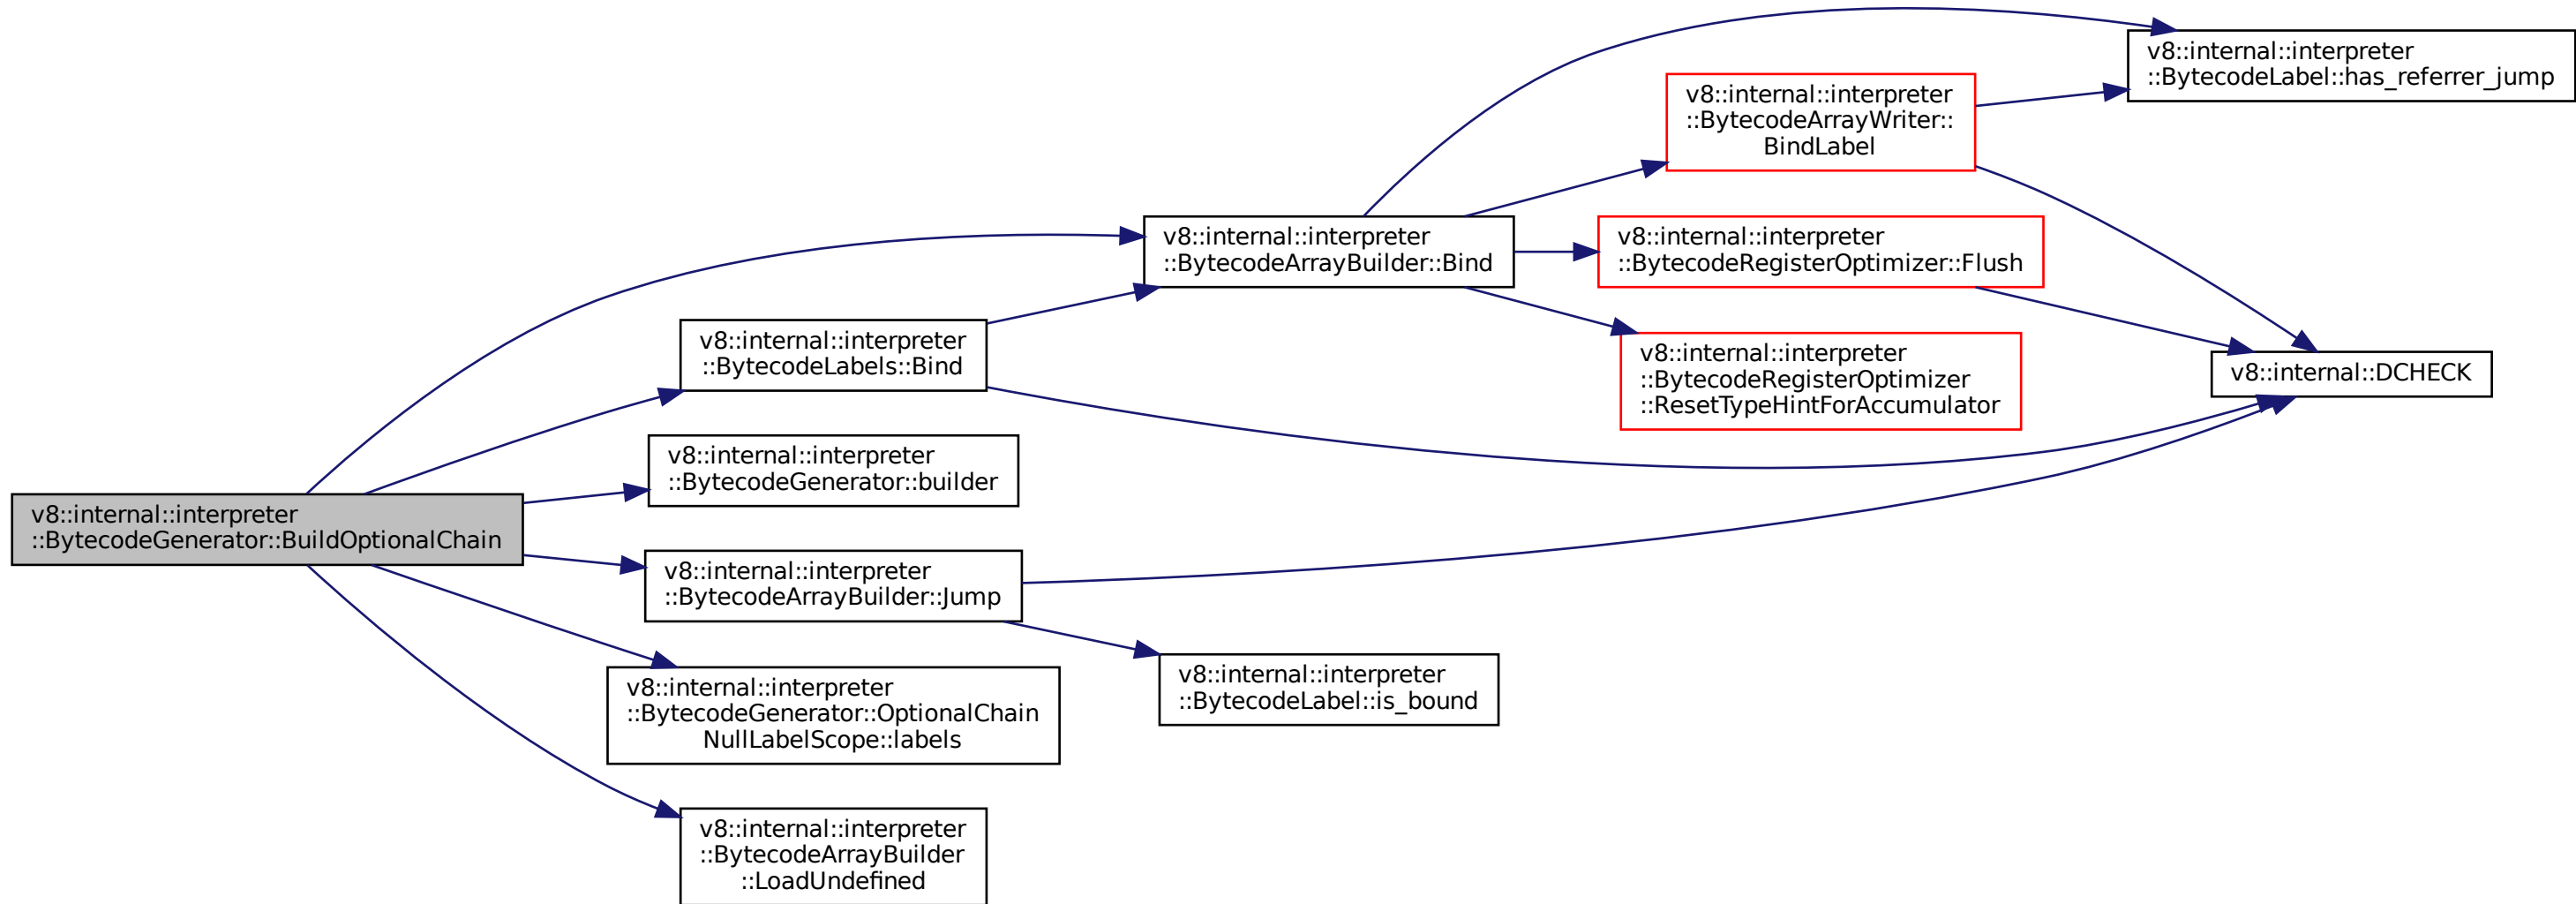 v8::internal::interpreter
::BytecodeGenerator::BuildOptionalChain
v8::internal::interpreter
::BytecodeArrayBuilder::Bind
v8::internal::interpreter
::BytecodeLabels::Bind
v8::internal::interpreter
::BytecodeGenerator::builder
v8::internal::interpreter
::BytecodeArrayBuilder::Jump
v8::internal::interpreter
::BytecodeGenerator::OptionalChain
NullLabelScope::labels
v8::internal::interpreter
::BytecodeArrayBuilder
::LoadUndefined
v8::internal::interpreter
::BytecodeArrayWriter::
BindLabel
v8::internal::interpreter
::BytecodeLabel::has_referrer_jump
v8::internal::interpreter
::BytecodeRegisterOptimizer::Flush
v8::internal::interpreter
::BytecodeRegisterOptimizer
::ResetTypeHintForAccumulator
v8::internal::DCHECK
v8::internal::interpreter
::BytecodeLabel::is_bound